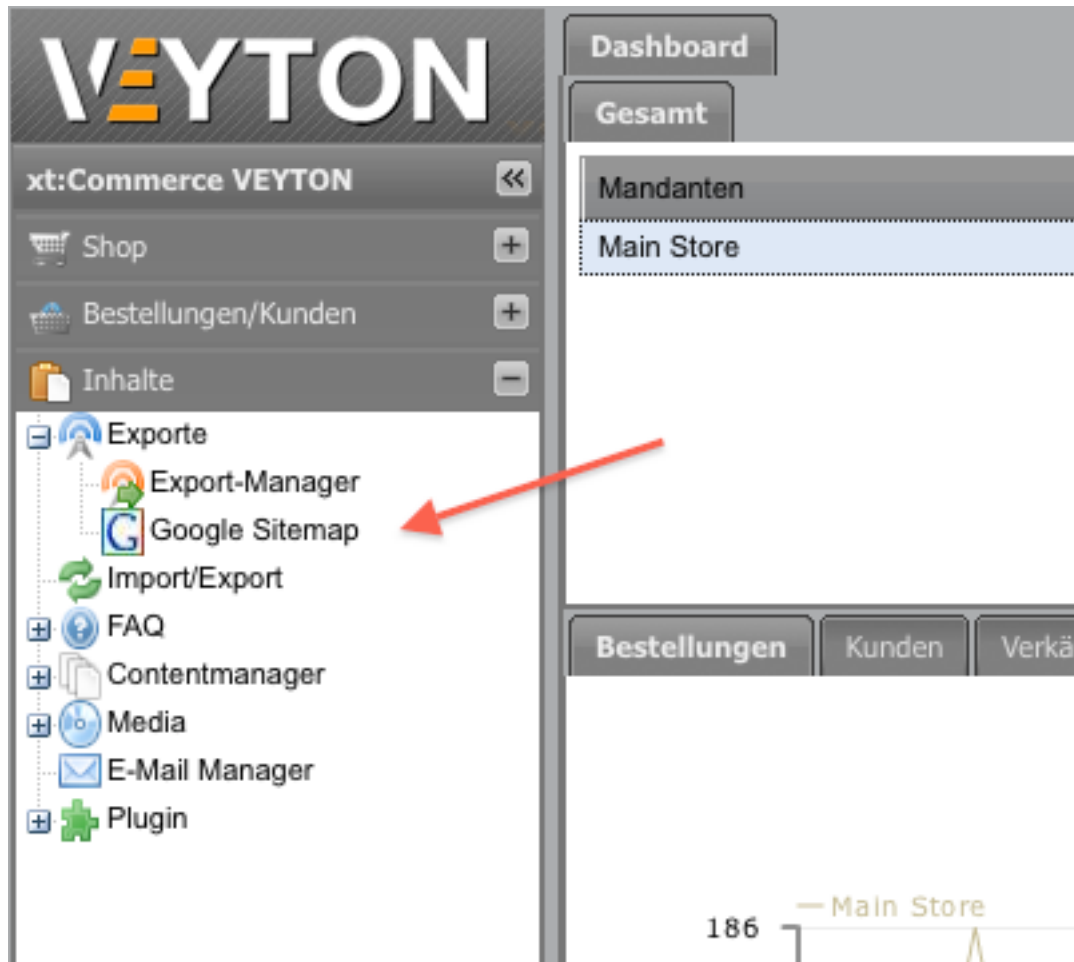 VEYTON
xt:Commerce VEYTON
Shop
Bestellungen/Kunden
Inhalte
Exporte
Export-Manager
Google Sitemap
Import/Export
FAQ
Contentmanager
Media
E-Mail Manager
Plugin
Dashboard
Gesamt
Mandanten
Main Store
Bestellungen
Kunden
Verkä
Main Store
186